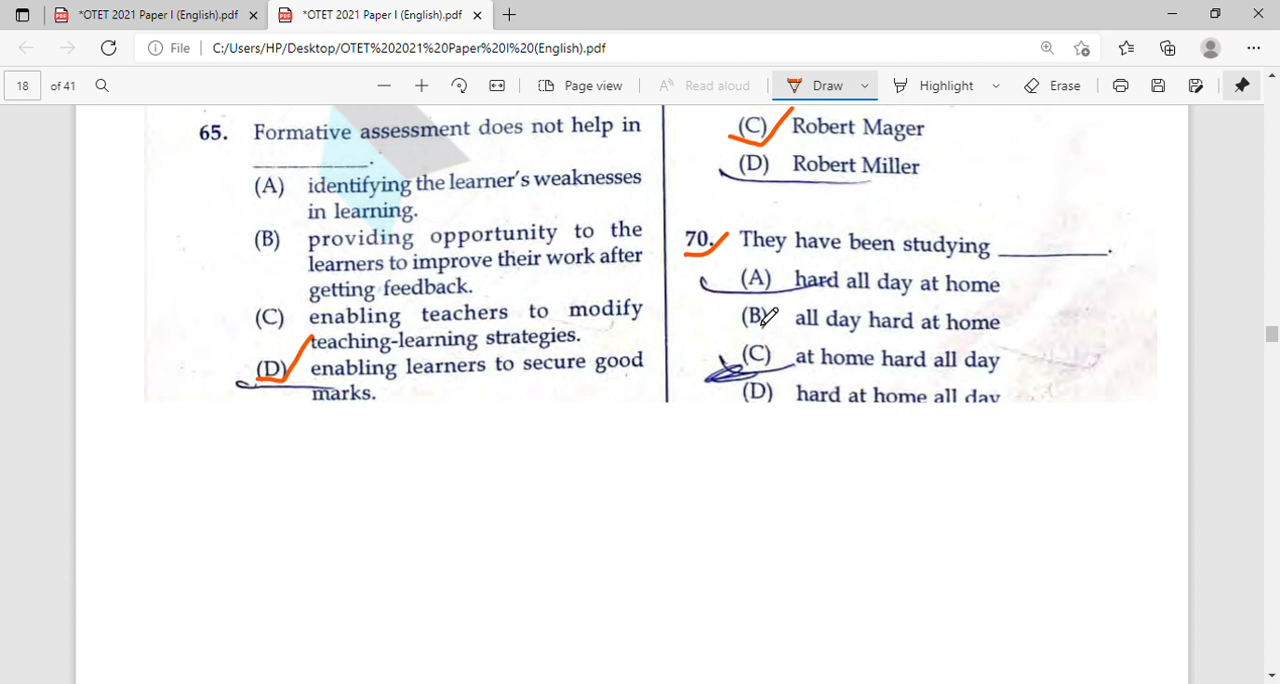 *OTET 2021 Paper I (English).pdf
*OTET 2021 Paper I (English).pdf
File
C:/Users/HP/Desktop/OTET%202021%20Paper%20I%20(English).pdf
18
of 41
Page view
Read aloud
Draw
Highlight
Erase
65. Formative assessment does not help in
____________.
(A) identifying the learner's weaknesses
in learning.
(B) providing opportunity to the
learners to improve their work after
getting feedback.
(C) enabling teachers to modify
teaching-learning strategies.
(D) enabling learners to secure good
marks.
(C) Robert Mager
(D) Robert Miller
70. They have been studying ____________.
(A) hard all day at home
(B) all day hard at home
(C) at home hard all day
(D) hard at home all day